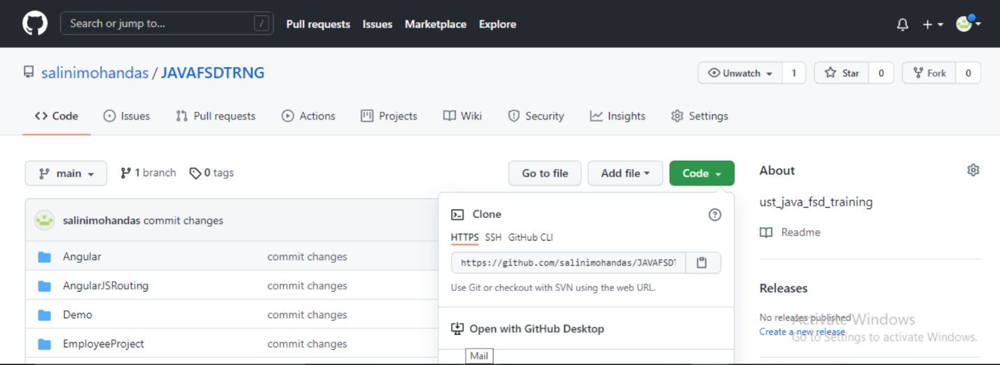 Search or jump to... / Pull requests Issues Marketplace Explore
salinimohandas / JAVAFSDTRNG Unwatch 1 Star 0 Fork 0
Code Issues Pull requests Actions Projects Wiki Security Insights Settings
main 1 branch 0 tags Go to file Add file Code About
ust_java_fsd_training
salinimohandas commit changes Clone
Readme
HTTPS SSH GitHub CLI
Angular commit changes
https://github.com/salinimohandas/JAVAFSDT
AngularJSRouting commit changes Use Git or checkout with SVN using the web URL. Releases
Demo commit changes No releases published
Activate Windows
Open with GitHub Desktop Create a new release
Go to Settings to activate Windows.
EmployeeProject commit changes
Mail